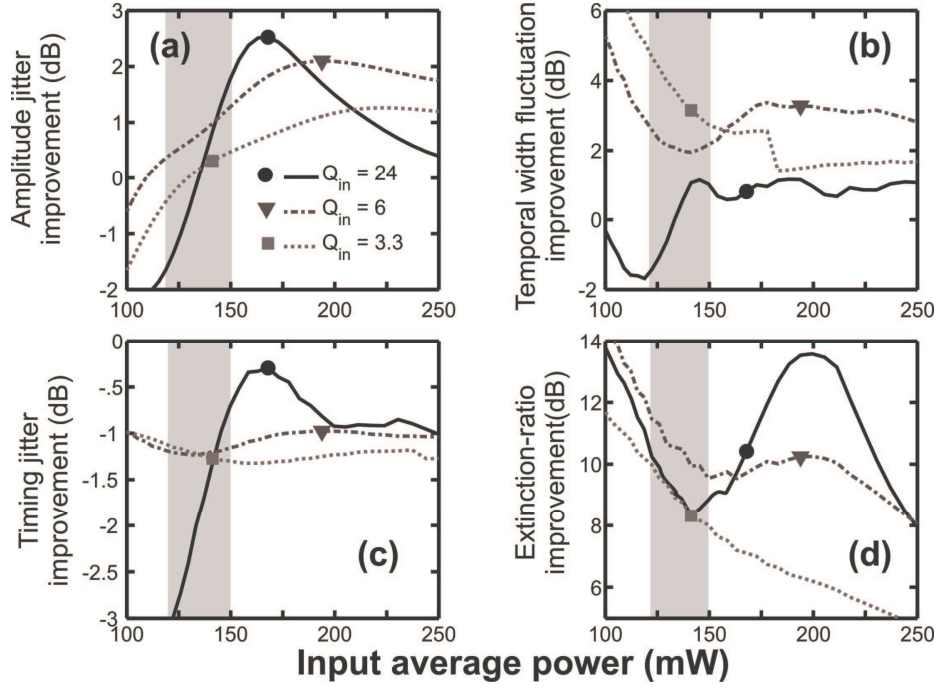 (a)
Amplitude jitter
improvement (dB)
3
2
1
0
-1
-2
100 150 200 250
Q_in = 24
Q_in = 6
Q_in = 3.3
(b)
Temporal width fluctuation
improvement (dB)
6
4
2
0
-2
100 150 200 250
(c)
Timing jitter
improvement (dB)
0
-.5
-1
-1.5
-2
-2.5
-3
100 150 200 250
(d)
Extinction-ratio
improvement(dB)
14
12
10
8
6
100 150 200 250
Input average power (mW)